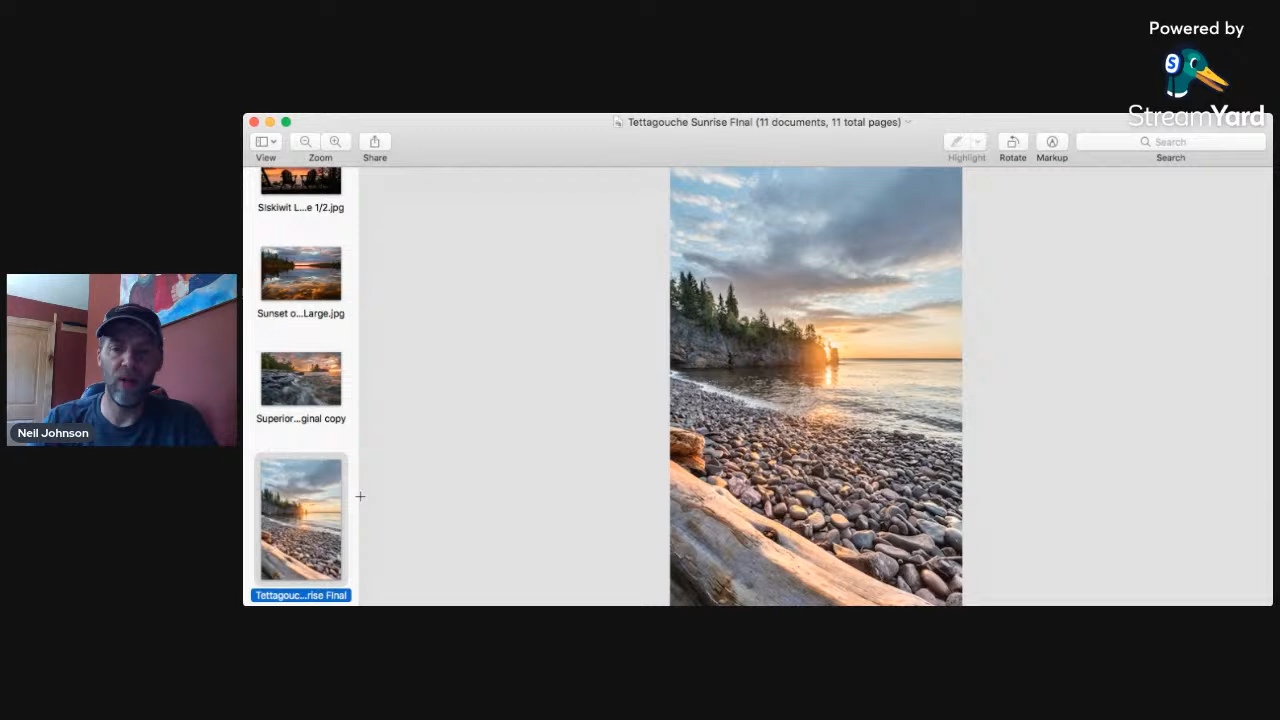 Powered by
StreamYard
Tettagouche Sunrise FInal (11 documents, 11 total pages)
View
Zoom
Share
Highlight
Rotate
Markup
Search
Search
SIskiwit L...e 1/2.jpg
Sunset o...Large.jpg
Superior...ginal copy
Tettagouc...rise FInal
Neil Johnson